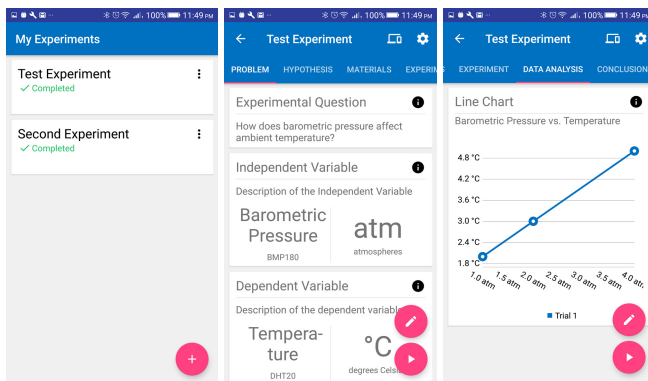 100% 11:49 PM
My Experiments
Test Experiment
✓ Completed
Second Experiment
✓ Completed
+
100% 11:49 PM
Test Experiment
PROBLEM HYPOTHESIS MATERIALS EXPERIM
Experimental Question
How does barometric pressure affect
ambient temperature?
Independent Variable
Description of the Independent Variable
Barometric
Pressure
BMP180
atm
atmospheres
Dependent Variable
Description of the dependent variable
Tempera-
ture
DHT20
°C
degrees Celsiu
100% 11:49 PM
Test Experiment
EXPERIMENT DATA ANALYSIS CONCLUSION
Line Chart
Barometric Pressure vs. Temperature
4.8 °C
4.2 °C
3.6 °C
3.0 °C
2.4 °C
1.8 °C
1.0 atm 1.5 atm 2.0 atm 2.5 atm 3.0 atm 3.5 atm 4.0 atm
Trial 1